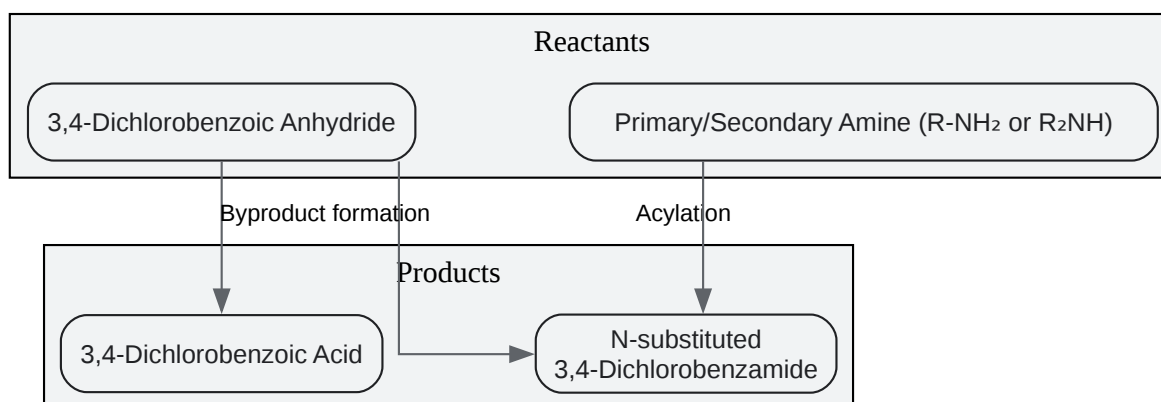 Reactants
3,4-Dichlorobenzoic Anhydride
Primary/Secondary Amine (R-NH₂ or R₂NH)
Byproduct formation
Acylation
Products
3,4-Dichlorobenzoic Acid
N-substituted
3,4-Dichlorobenzamide